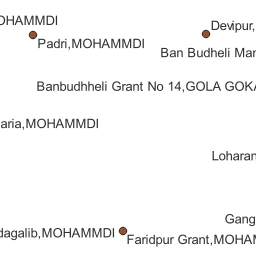 OHAMMDI
Devipur,
Padri,MOHAMMDI
Ban Budheli Mar
Banbudhheli Grant No 14,GOLA GOKA
aria,MOHAMMDI
Loharan
Gang
dagalib,MOHAMMDI
Faridpur Grant,MOHAM